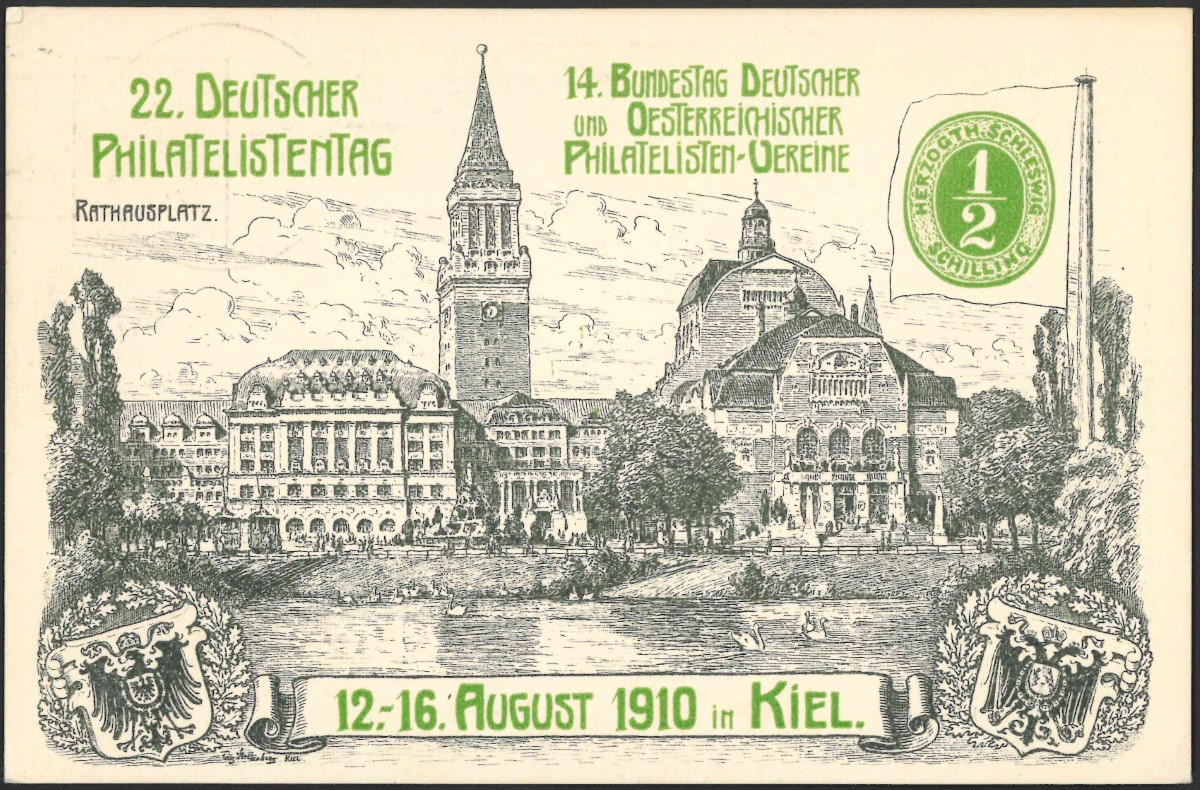 22. DEUTSCHER
PHILATELISTENTAG
RATHAUSPLATZ.
14. BUNDESTAG DEUTSCHER
UND OESTERREICHISCHER
PHILATELISTEN-VEREINE
HERZOGTH. SCHLESWIG
1/2
SCHILLING
12.-16. AUGUST 1910 in KIEL.
KIEL.